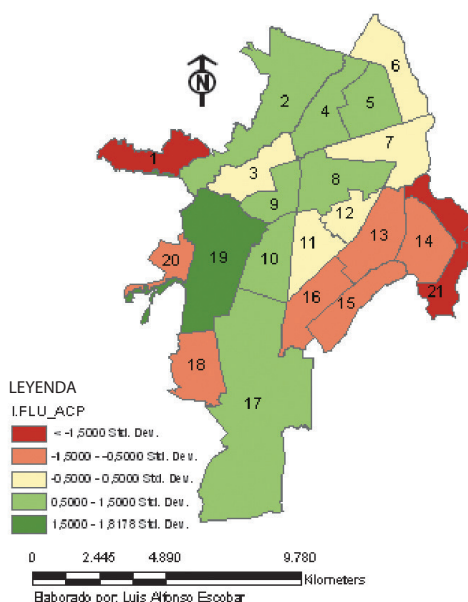 6
2
4
5
N
7
1
3
8
9
12
13
14
11
20
19
10
16
21
15
18
17
LEYENDA
I.FLU_ACP
< -1,5000 Std. Dev.
-1,5000 - -0,5000 Std. Dev.
-0,5000 - 0,5000 Std. Dev.
0,5000 - 1,5000 Std. Dev.
1,5000 - 1,8178 Std. Dev.
0 2.445 4.890 9.780
Kilometers
Elaborado por: Luis Alfonso Escobar